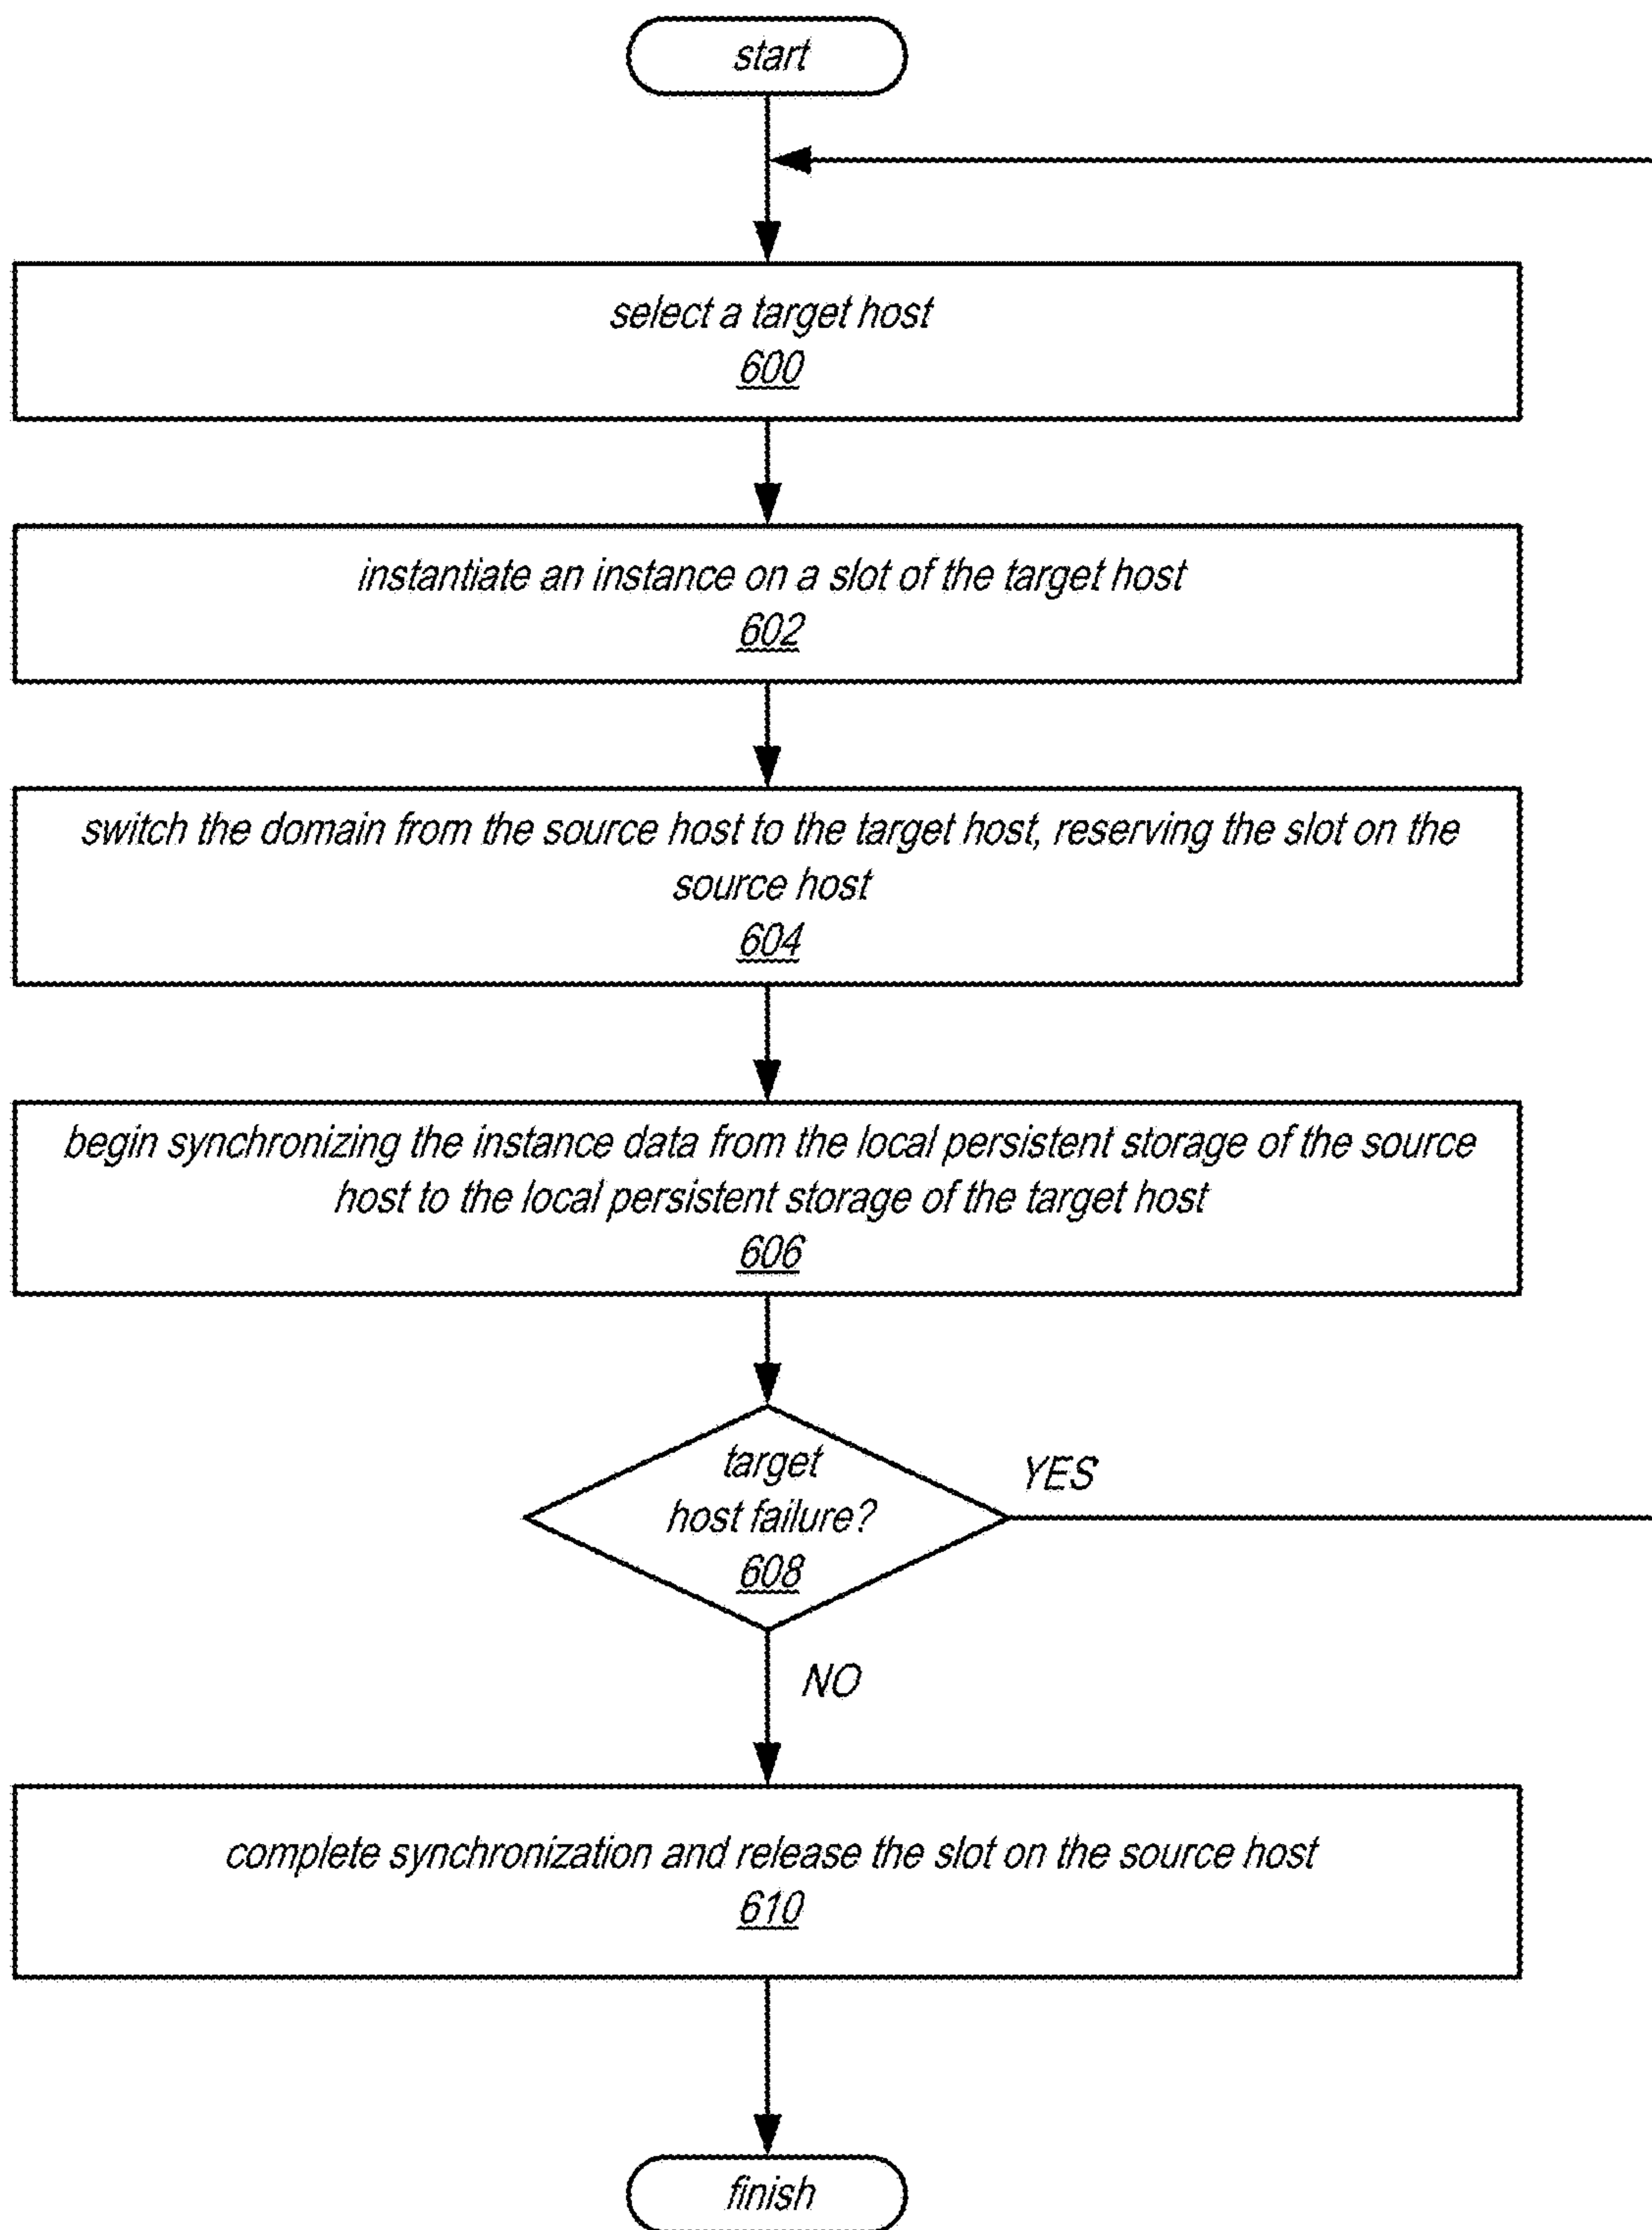 start
select a target host
600
instantiate an instance on a slot of the target host
602
switch the domain from the source host to the target host, reserving the slot on the
source host
604
begin synchronizing the instance data from the local persistent storage of the source
host to the local persistent storage of the target host
606
target
host failure?
608
YES
NO
complete synchronization and release the slot on the source host
610
finish